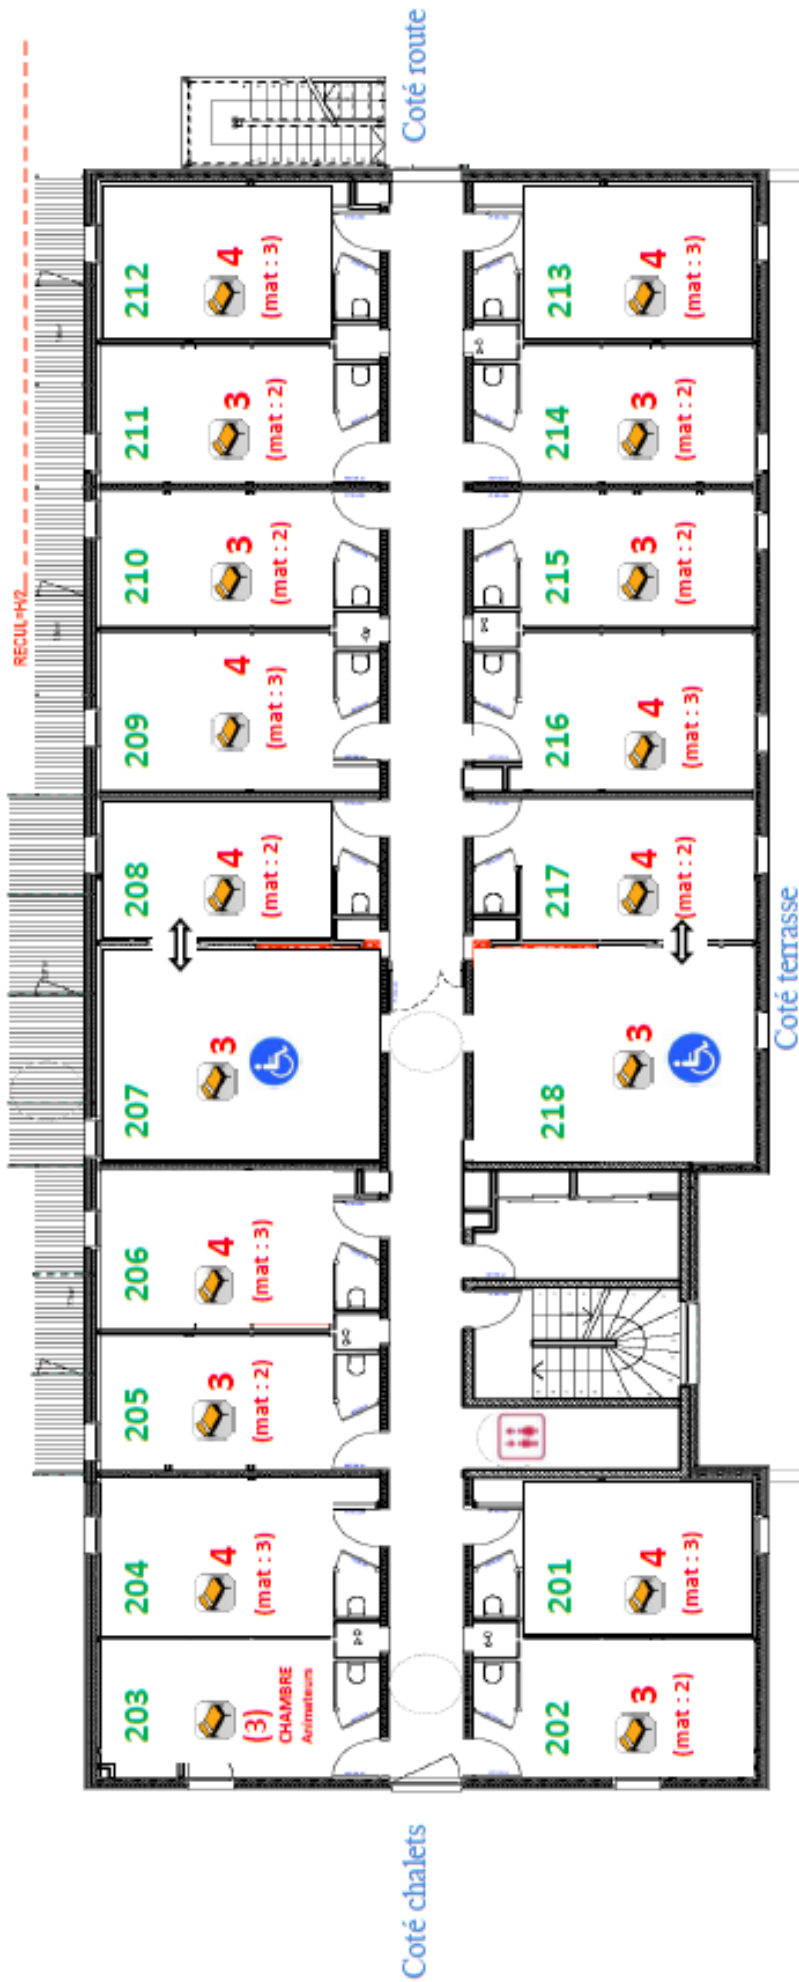 RECUL=H/2
Coté route
212
4
(mat : 3)
213
4
(mat : 3)
211
3
(mat : 2)
214
3
(mat : 2)
210
3
(mat : 2)
215
3
(mat : 2)
209
4
(mat : 3)
216
4
(mat : 3)
208
4
(mat : 2)
217
4
(mat : 2)
207
3
218
3
Coté terrasse
206
4
(mat : 3)
205
3
(mat : 2)
204
4
(mat : 3)
201
4
(mat : 3)
203
(3)
CHAMBRE
Animateurs
202
3
(mat : 2)
Coté chalets